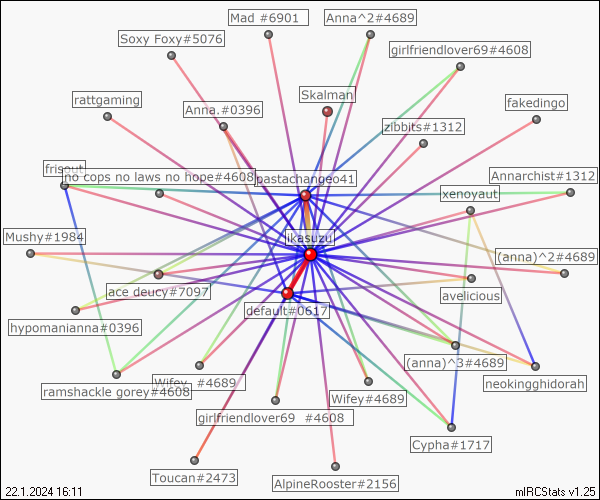 Mad #6901
Anna^2#4689
Soxy Foxy#5076
girlfriendlover69#4608
Skalman
rattgaming
fakedingo
Anna.#0396
zibbits#1312
frisout
no cops no laws no hope#4608
pastachangeo41
Annarchist#1312
xenoyaut
Mushy#1984
ikasuzu
(anna)^2#4689
ace deucy#7097
avelicious
default#0617
hypomanianna#0396
(anna)^3#4689
Wifey #4689
neokingghidorah
ramshackle gorey#4608
Wifey#4689
girlfriendlover69 #4608
Cypha#1717
Toucan#2473
AlpineRooster#2156
22.1.2024 16:11
mIRCStats v1.25